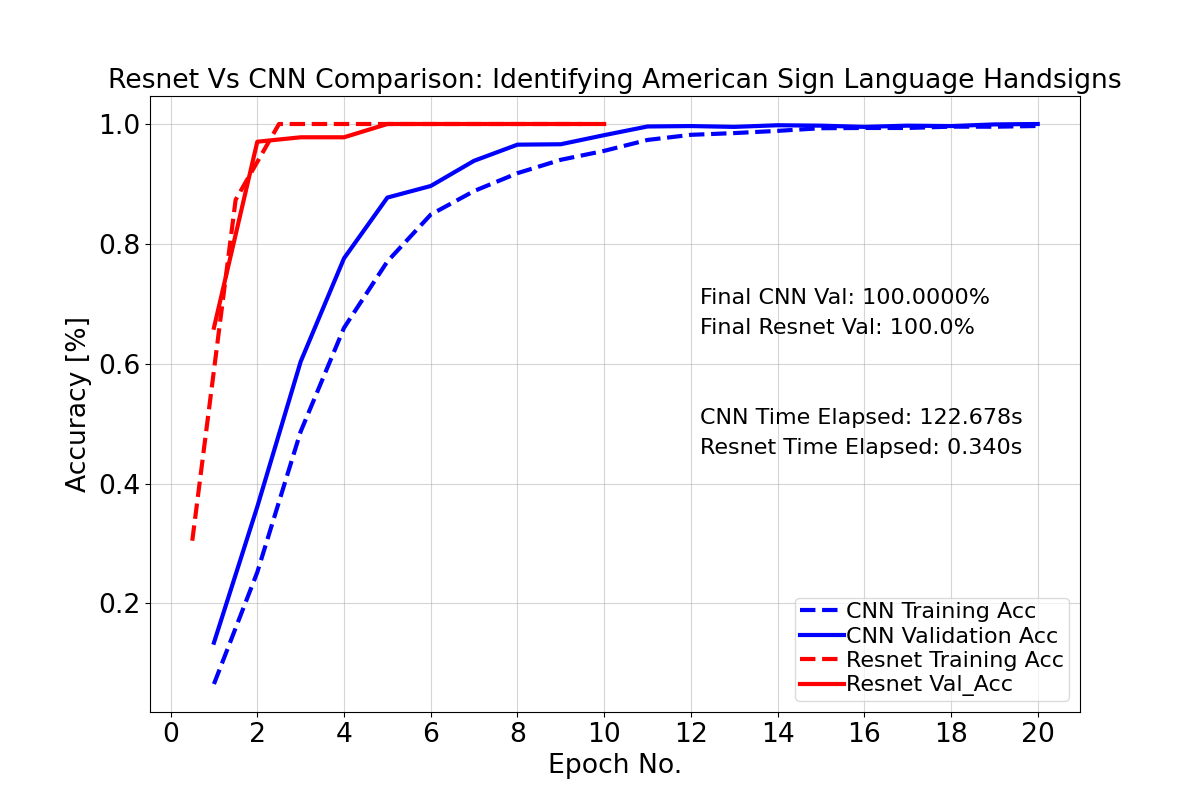 Resnet Vs CNN Comparison: Identifying American Sign Language Handsigns
1.0
0.8
0.6
0.4
0.2
Accuracy [%]
Final CNN Val: 100.0000%
Final Resnet Val: 100.0%
CNN Time Elapsed: 122.678s
Resnet Time Elapsed: 0.340s
CNN Training Acc
CNN Validation Acc
Resnet Training Acc
Resnet Val_Acc
0 2 4 6 8 10 12 14 16 18 20
Epoch No.